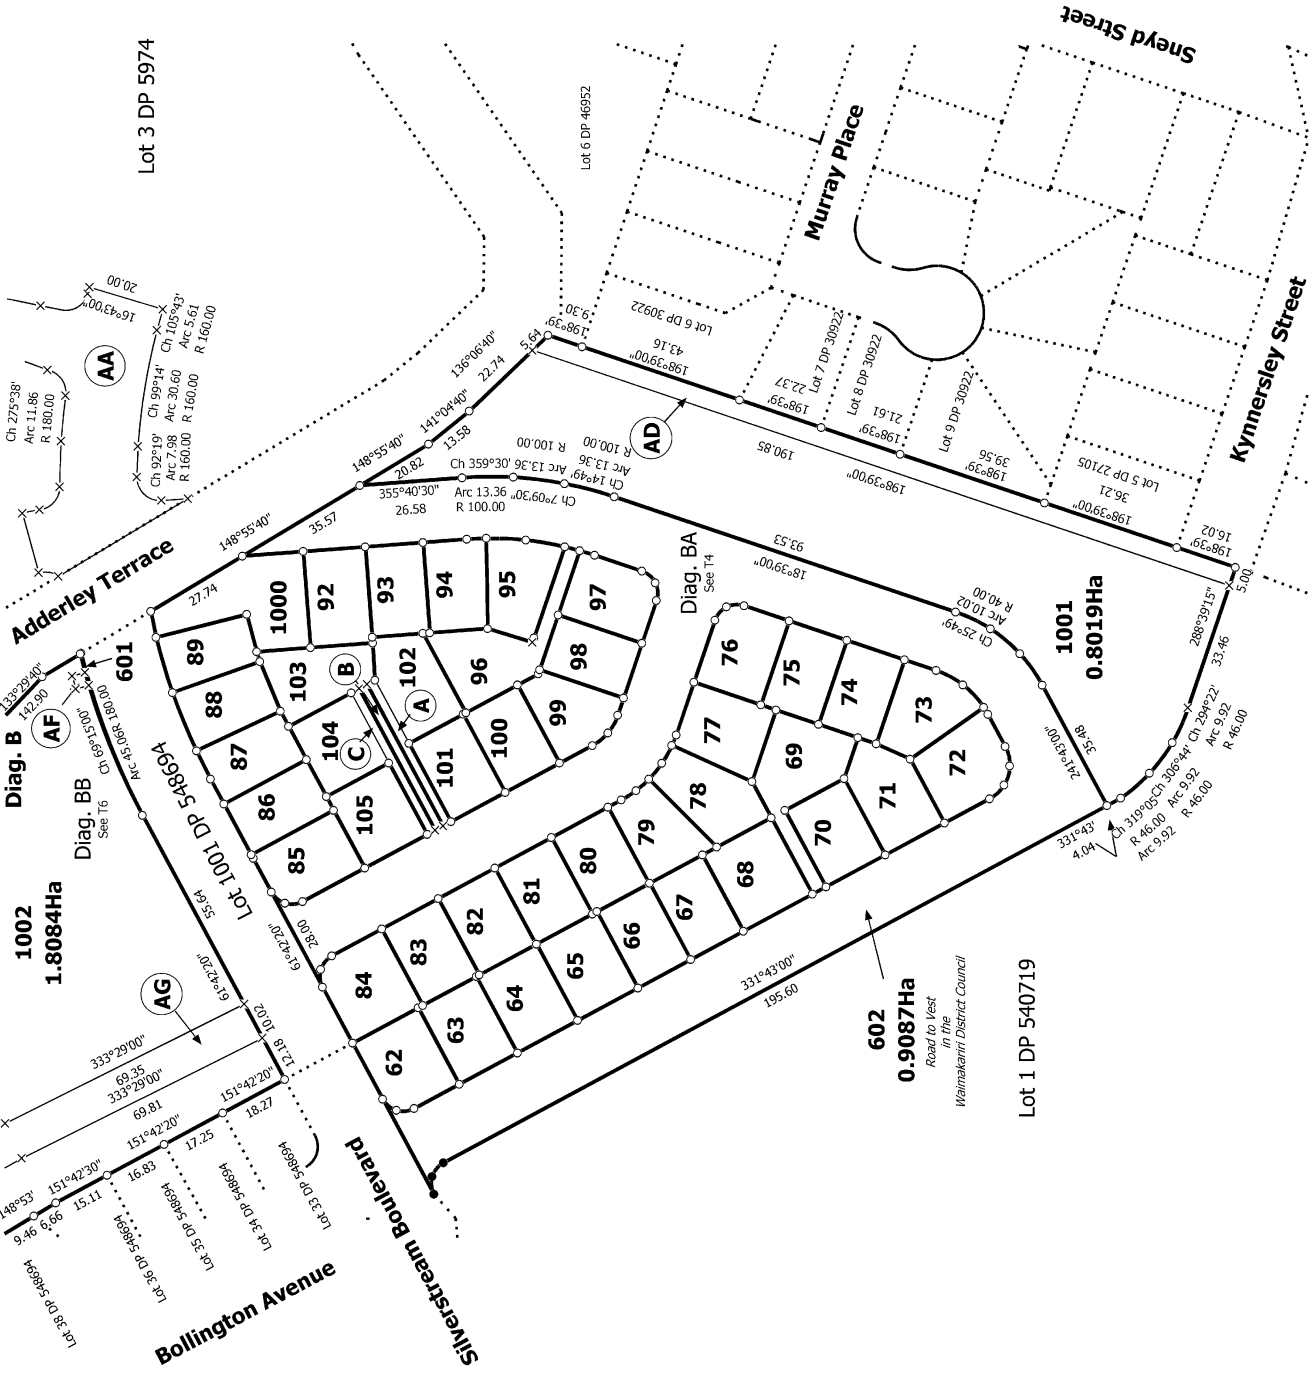 Lot 3 DP 5974
Sneyd Street
Lot 6 DP 46952
Murray Place
Kynnersley Street
20.00
16°43'00"
Ch 105°43'
Arc 5.61
R 160.00
AA
Ch 275°38'
Arc 11.86
R 180.00
Ch 99°14'
Arc 30.60
R 160.00
Ch 92°19'
Arc 7.98
R 160.00
Adderley Terrace
136°06'40"
22.74
5.64
141°04'40"
13.58
148°55'40"
20.82
148°55'40"
35.57
27.74
198°39'
9.30
Lot 6 DP 30922
43.16
198°39'00"
Lot 7 DP 30922
22.37
198°39'
Lot 8 DP 30922
21.61
198°39'
Lot 9 DP 30922
39.56
198°39'
Lot 5 DP 27105
36.21
198°39'00"
16.02
198°39'
5.00
AD
190.85
198°39'00"
355°40'30"
26.58
Ch 359°30'
Arc 13.36
R 100.00
Ch 7°09'30"
Arc 13.36
R 100.00
Ch 14°49'
Arc 13.36
R 100.00
93.53
18°39'00"
Ch 25°49'
Arc 10.02
R 40.00
1001
0.8019Ha
288°39'15"
33.46
Ch 294°22'
Arc 9.92
R 46.00
Ch 306°44'
Arc 9.92
R 46.00
Ch 319°05'
R 46.00
Arc 9.92
241°43'00"
35.48
331°43'
4.04
Diag. BA
See T4
Diag. B
133°29'40"
142.90
AF
601
Ch 69°15'00"
Arc 45.06
R 180.00
Diag. BB
See T6
Lot 1001 DP 548694
1002
1.8084Ha
55.64
61°42'20"
28.00
61°42'20"
10.02
12.18
AG
333°29'00"
69.35
333°29'00"
69.81
151°42'20"
18.27
151°42'20"
17.25
16.83
151°42'30"
15.11
148°53'
6.66
9.46
Lot 33 DP 548694
Lot 34 DP 548694
Lot 35 DP 548694
Lot 36 DP 548694
Lot 38 DP 548694
Bollington Avenue
Silverstream Boulevard
1000
92
93
94
95
97
98
96
99
100
101
102
103
104
105
A
B
C
89
88
87
86
85
84
83
82
81
80
79
78
77
76
75
74
73
72
71
70
69
68
67
66
65
64
63
62
331°43'00"
195.60
602
0.9087Ha
Road to Vest
in the
Waimakariri District Council
Lot 1 DP 540719